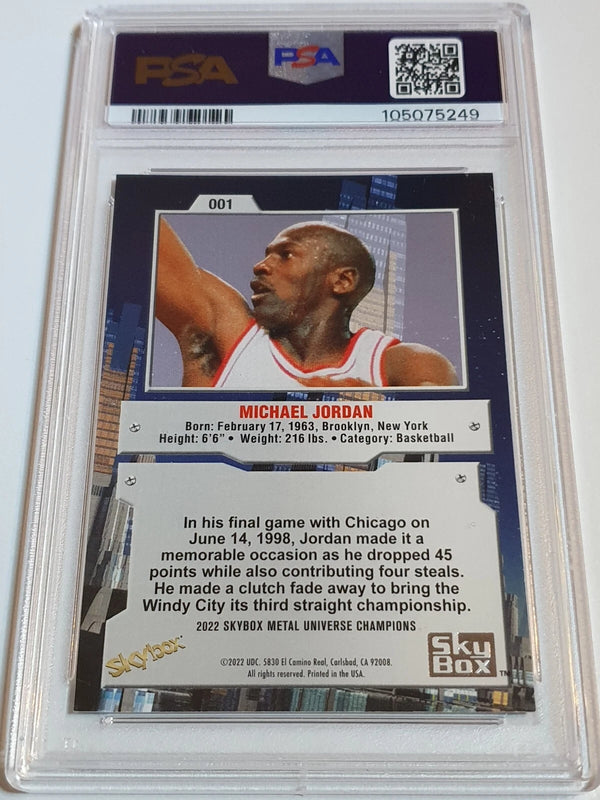 PSA
PSA
105075249
001
MICHAEL JORDAN
Born: February 17, 1963, Brooklyn, New York
Height: 6'6" • Weight: 216 lbs. • Category: Basketball
In his final game with Chicago on
June 14, 1998, Jordan made it a
memorable occasion as he dropped 45
points while also contributing four steals.
He made a clutch fade away to bring the
Windy City its third straight championship.
2022 SKYBOX METAL UNIVERSE CHAMPIONS
Skybox
Sky
Box™
©2022 UDC. 5830 El Camino Real, Carlsbad, CA 92008.
All rights reserved. Printed in the USA.